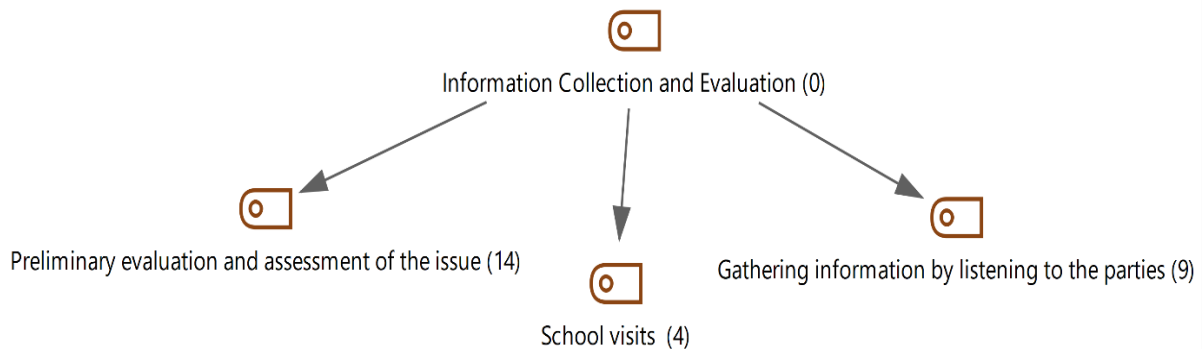 Information Collection and Evaluation (0)
Preliminary evaluation and assessment of the issue (14)
Gathering information by listening to the parties (9)
School visits (4)